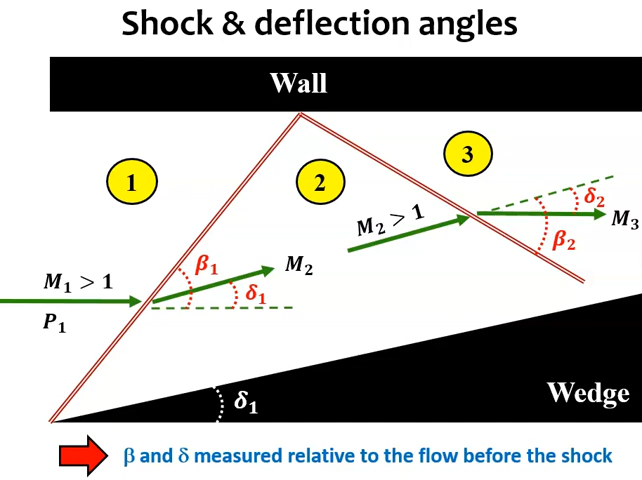 Shock & deflection angles
Wall
1
2
3
M₁ > 1
P₁
β₁
δ₁
M₂
M₂ > 1
δ₂
β₂
M₃
δ₁
Wedge
β and δ measured relative to the flow before the shock